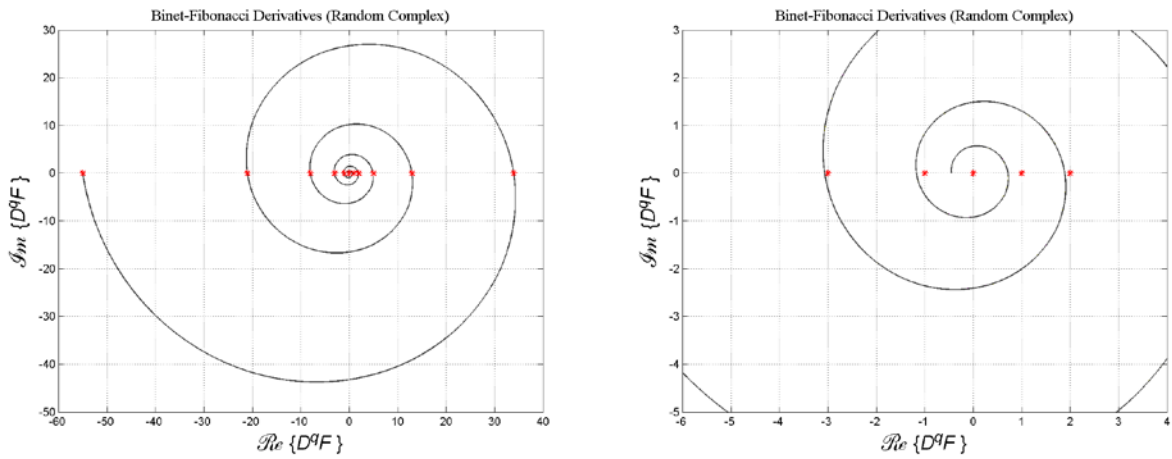 Binet-Fibonacci Derivatives (Random Complex)
30
20
10
0
-10
-20
-30
-40
-50
-60 -50 -40 -30 -20 -10 0 10 20 30 40
ℐm {DqF}
ℛe {DqF}
Binet-Fibonacci Derivatives (Random Complex)
3
2
1
0
-1
-2
-3
-4
-5
-6 -5 -4 -3 -2 -1 0 1 2 3 4
ℐm {DqF}
ℛe {DqF}